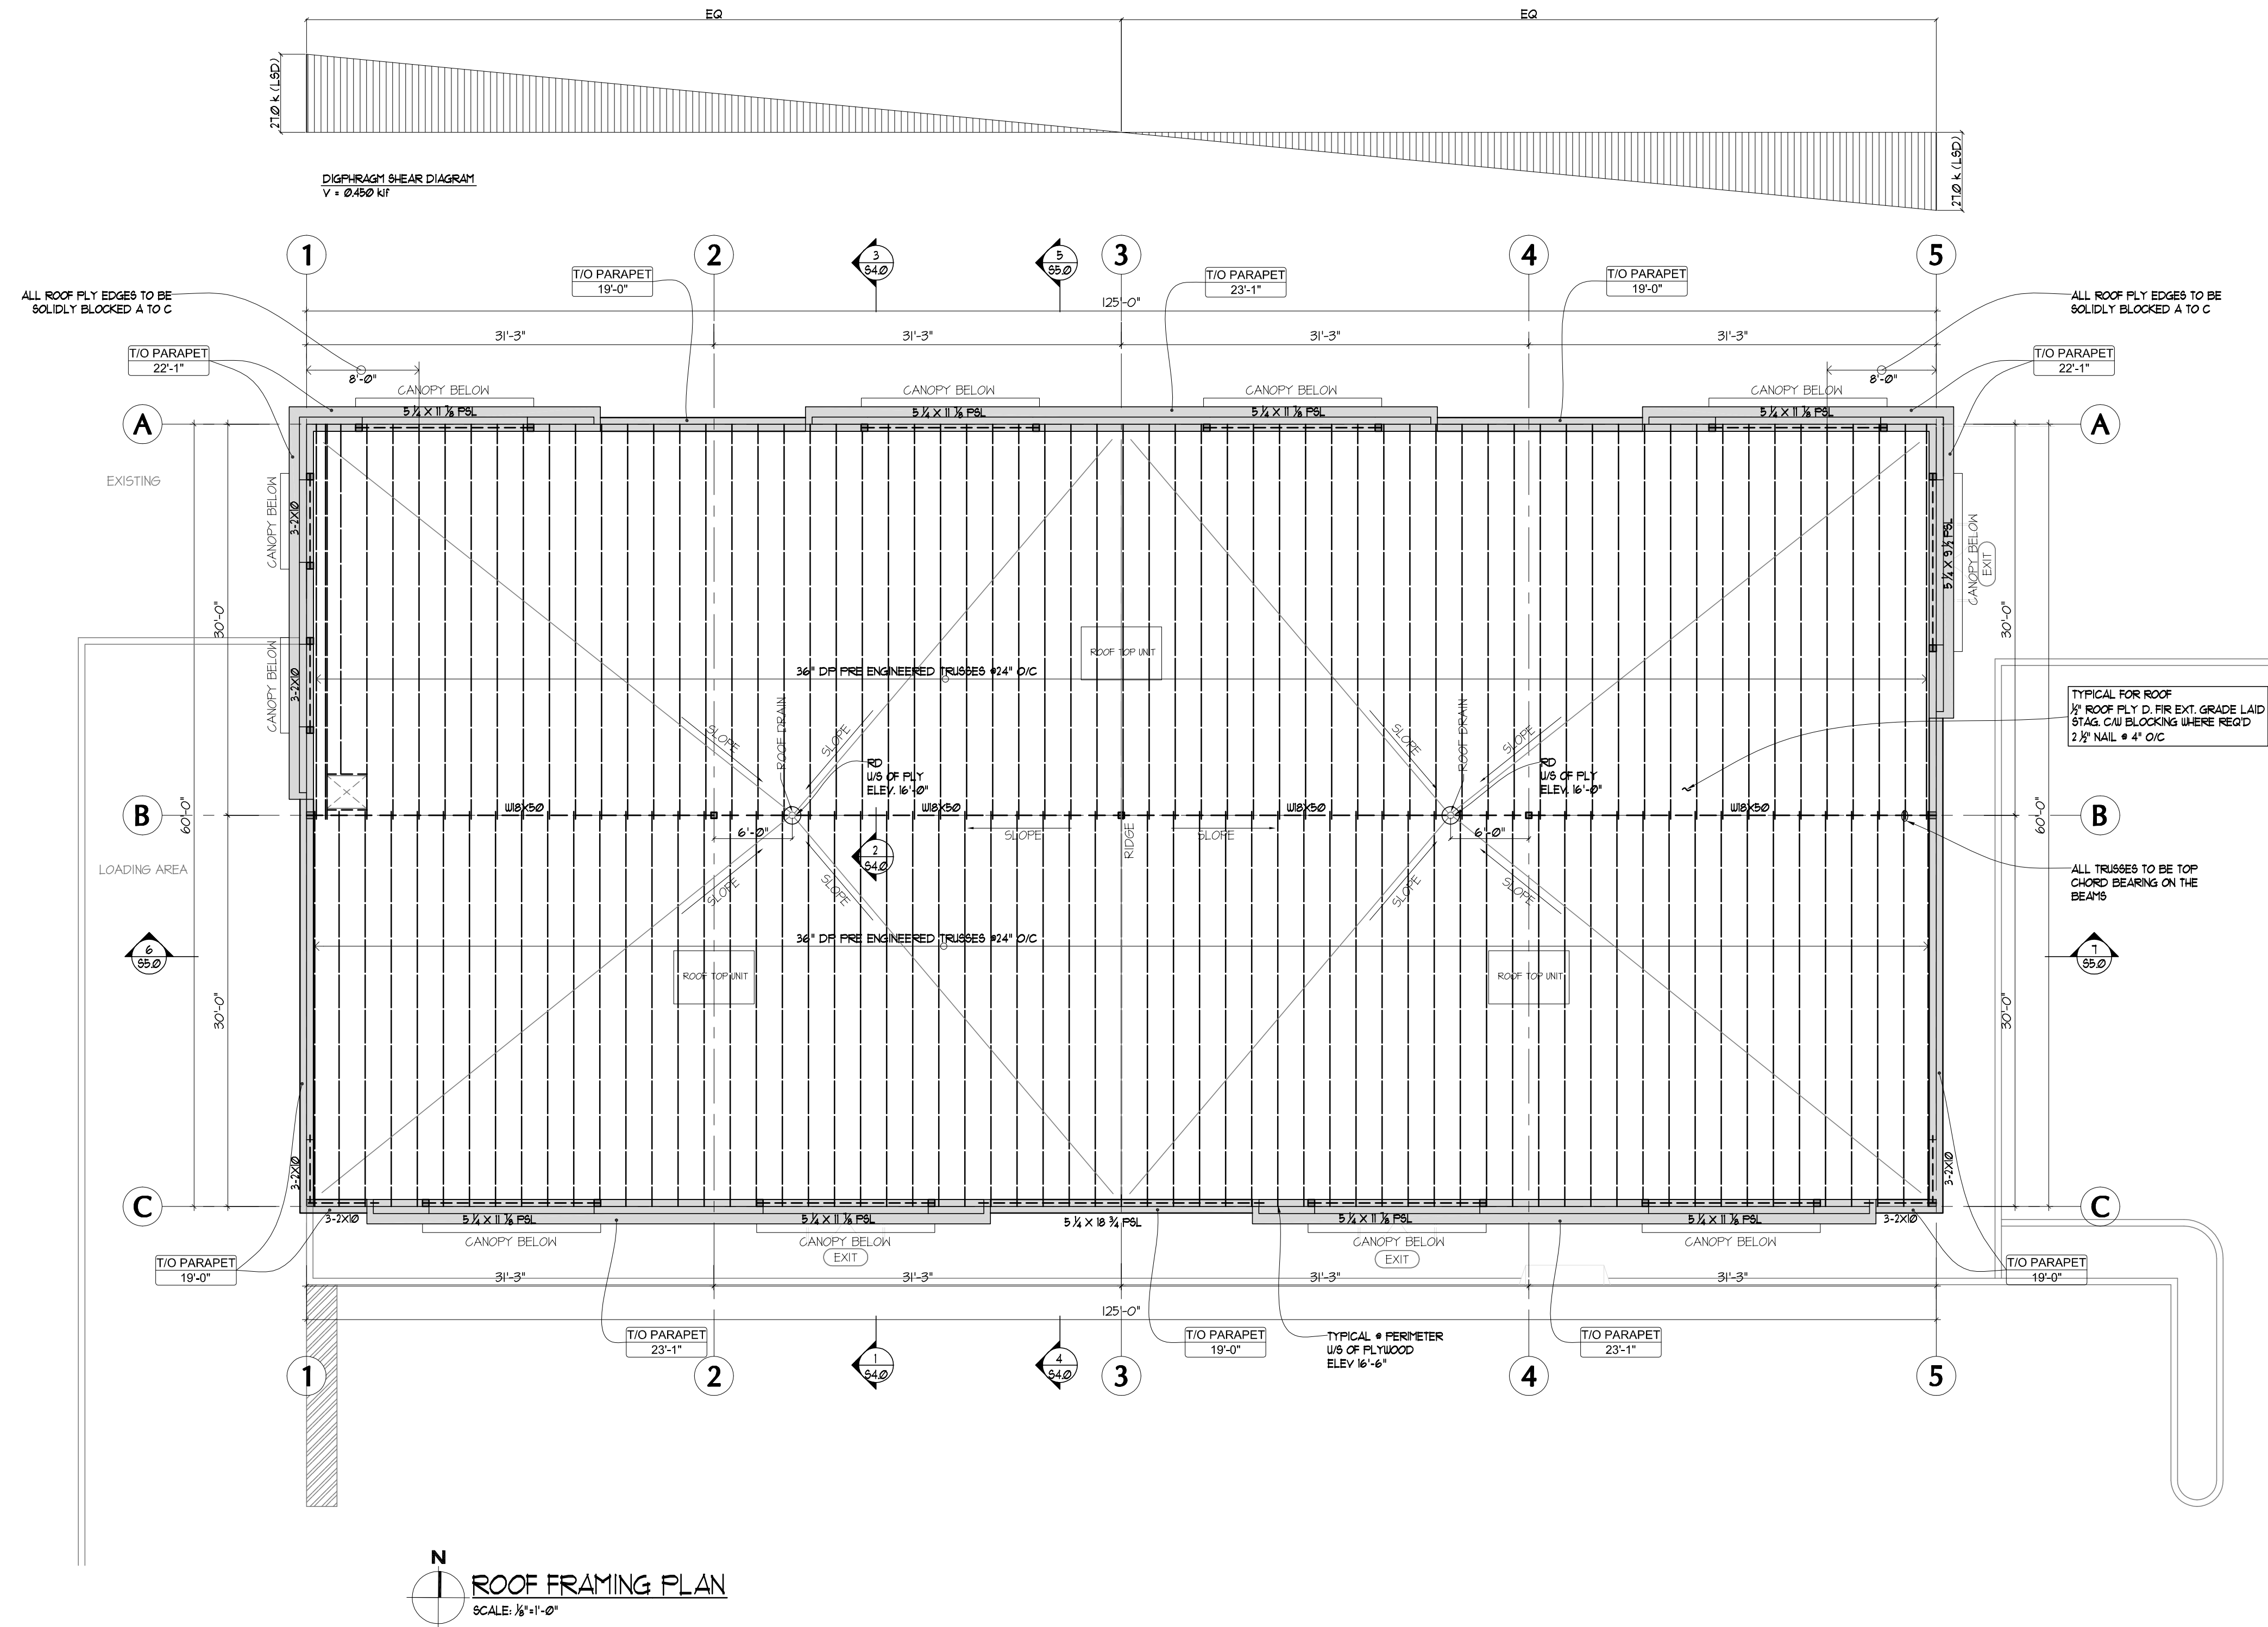 EQ
EQ
27.0 k (LSD)
27.0 k (LSD)
DIGPHRAGM SHEAR DIAGRAM
V = 0.450 klf
1
2
3
S4.0
5
S5.0
3
4
5
T/O PARAPET
19'-0"
T/O PARAPET
23'-1"
T/O PARAPET
19'-0"
ALL ROOF PLY EDGES TO BE
SOLIDLY BLOCKED A TO C
ALL ROOF PLY EDGES TO BE
SOLIDLY BLOCKED A TO C
125'-0"
31'-3"
31'-3"
31'-3"
31'-3"
T/O PARAPET
22'-1"
T/O PARAPET
22'-1"
8'-0"
8'-0"
CANOPY BELOW
CANOPY BELOW
CANOPY BELOW
CANOPY BELOW
5 1/4 X 11 7/8 PSL
5 1/4 X 11 7/8 PSL
5 1/4 X 11 7/8 PSL
5 1/4 X 11 7/8 PSL
A
A
EXISTING
CANOPY BELOW
3-2X10
5 1/4 X 9 1/2 PSL
CANOPY BELOW
EXIT
30'-0"
30'-0"
CANOPY BELOW
3-2X10
ROOF TOP UNIT
36" DP PRE ENGINEERED TRUSSES @24" O/C
TYPICAL FOR ROOF
1/2" ROOF PLY D. FIR EXT. GRADE LAID
STAG. C/W BLOCKING WHERE REQ'D
2 1/2" NAIL @ 4" O/C
SLOPE
ROOF DRAIN
SLOPE
SLOPE
ROOF DRAIN
SLOPE
RD
U/S OF PLY
ELEV. 16'-0"
RD
U/S OF PLY
ELEV. 16'-0"
B
60'-0"
W18X50
W18X50
W18X50
W18X50
60'-0"
B
6'-0"
SLOPE
RIDGE
SLOPE
6'-0"
2
S4.0
LOADING AREA
SLOPE
SLOPE
SLOPE
SLOPE
ALL TRUSSES TO BE TOP
CHORD BEARING ON THE
BEAMS
36" DP PRE ENGINEERED TRUSSES @24" O/C
6
S5.0
7
S5.0
ROOF TOP UNIT
ROOF TOP UNIT
30'-0"
30'-0"
3-2X10
3-2X10
C
C
3-2X10
5 1/4 X 11 7/8 PSL
5 1/4 X 11 7/8 PSL
5 1/4 X 18 3/4 PSL
5 1/4 X 11 7/8 PSL
5 1/4 X 11 7/8 PSL
3-2X10
CANOPY BELOW
CANOPY BELOW
CANOPY BELOW
CANOPY BELOW
EXIT
EXIT
T/O PARAPET
19'-0"
T/O PARAPET
19'-0"
31'-3"
31'-3"
31'-3"
31'-3"
125'-0"
T/O PARAPET
23'-1"
T/O PARAPET
19'-0"
TYPICAL @ PERIMETER
U/S OF PLYWOOD
ELEV 16'-6"
T/O PARAPET
23'-1"
1
2
1
S4.0
4
S4.0
3
4
5
N
ROOF FRAMING PLAN
SCALE: 1/8"=1'-0"